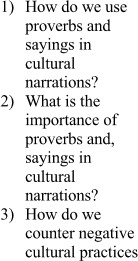 1) How do we use
proverbs and
sayings in
cultural
narrations?
2) What is the
importance of
proverbs and,
sayings in
cultural
narrations?
3) How do we
counter negative
cultural practices